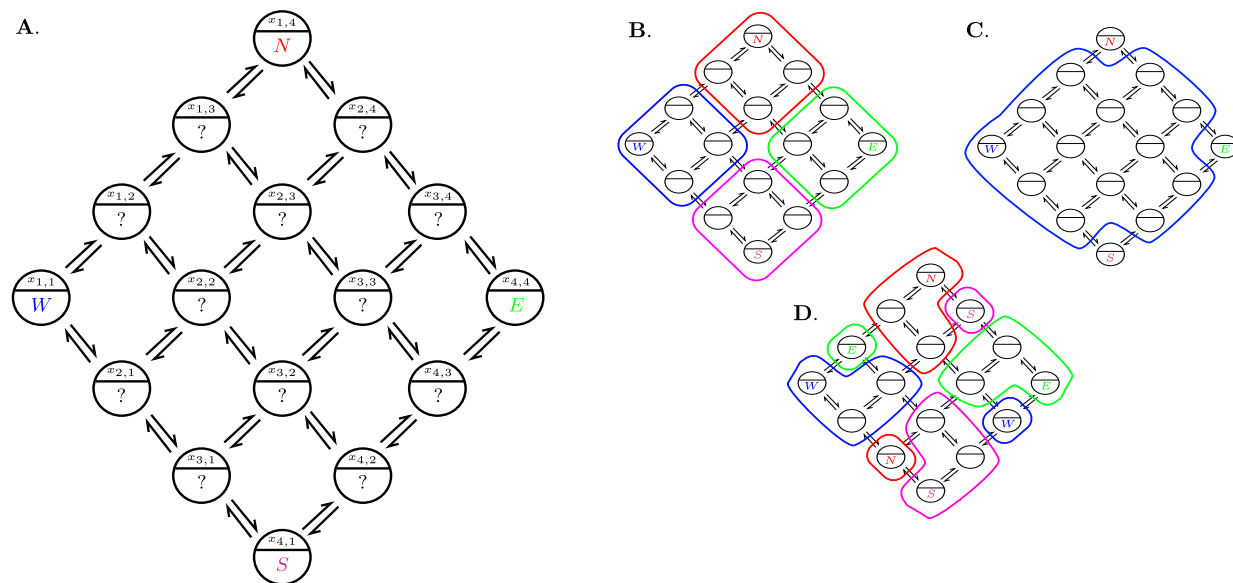 A.
x1,4
N
x1,3
?
x2,4
?
x1,2
?
x2,3
?
x3,4
?
x1,1
W
x2,2
?
x3,3
?
x4,4
E
x2,1
?
x3,2
?
x4,3
?
x3,1
?
x4,2
?
x4,1
S
B.
N
W
E
S
C.
N
W
E
S
D.
N
S
E
W
E
W
N
S